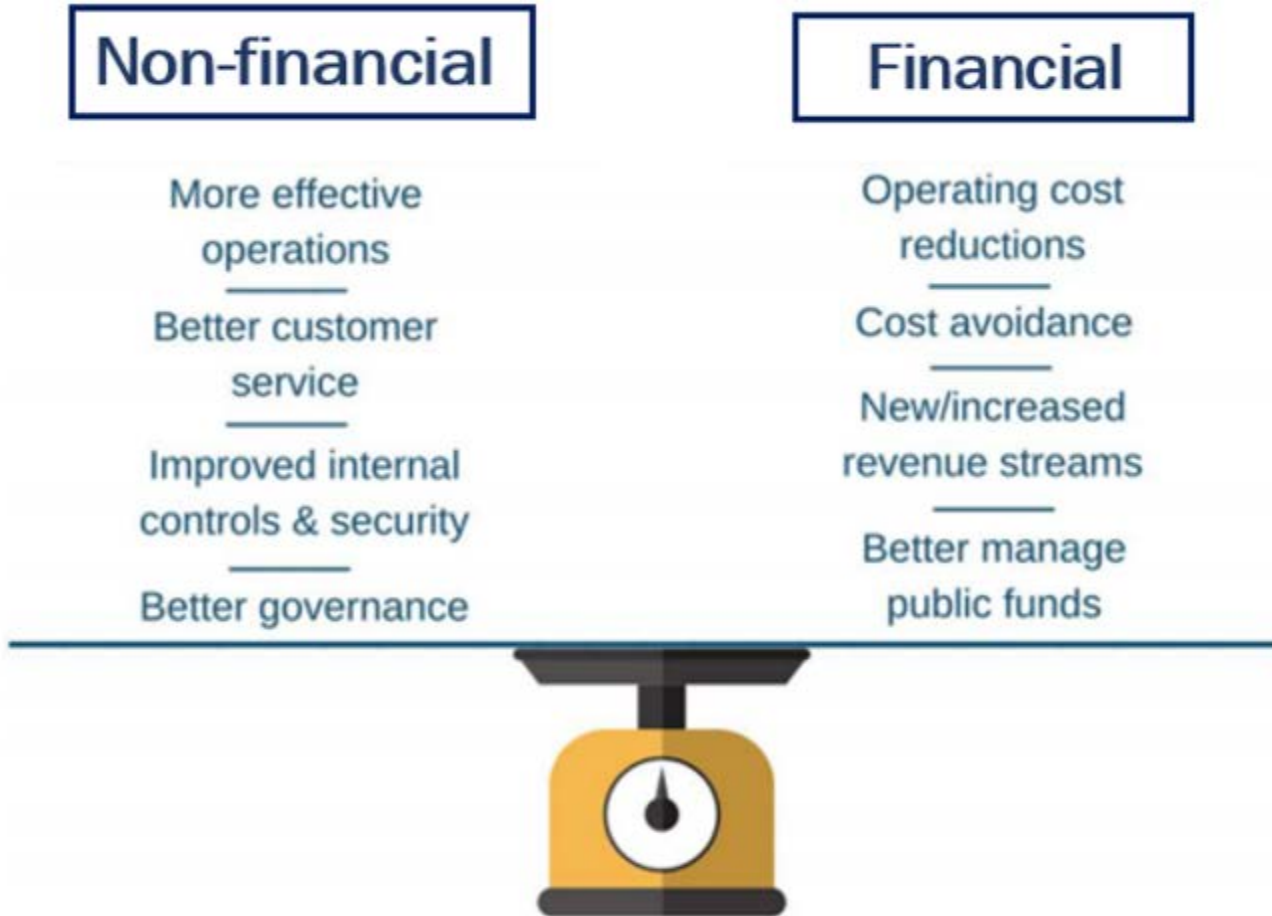 Non-financial
More effective
operations
Better customer
service
Improved internal
controls & security
Better governance
Financial
Operating cost
reductions
Cost avoidance
New/increased
revenue streams
Better manage
public funds